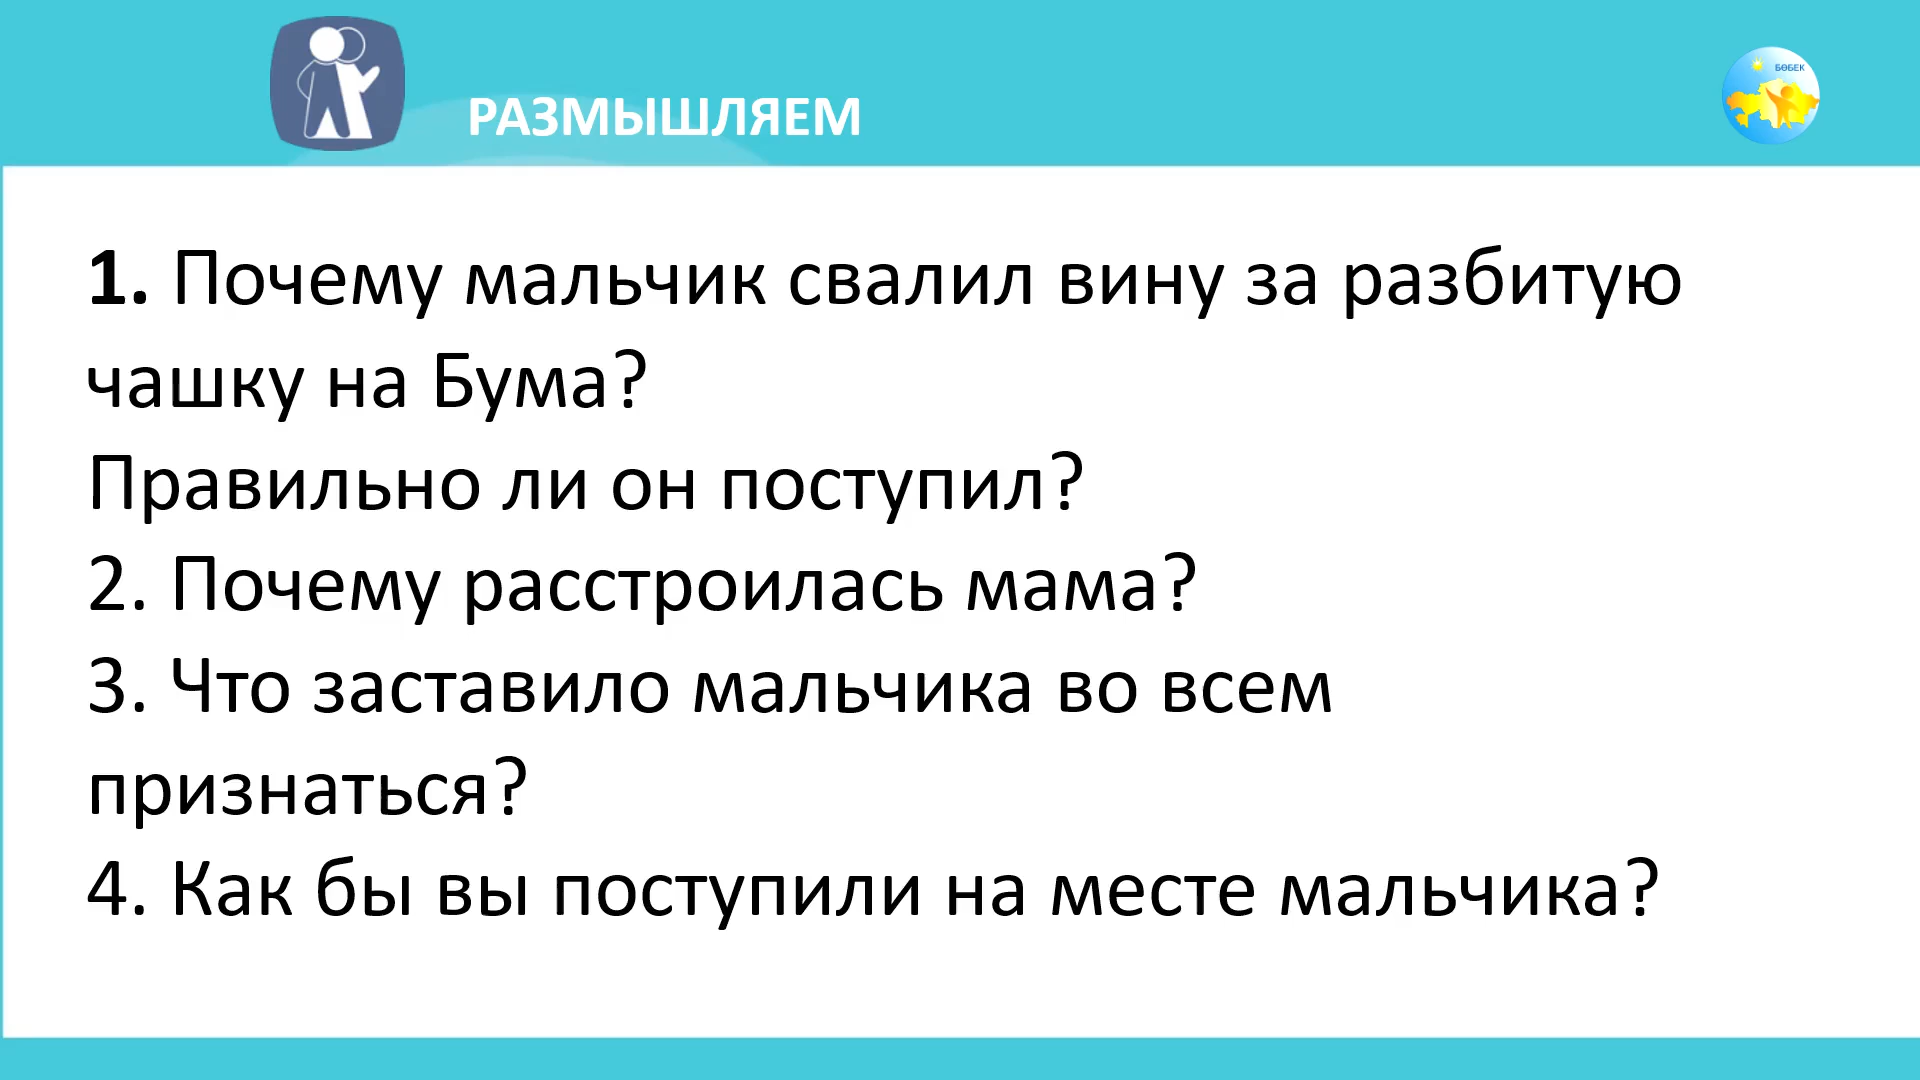 РАЗМЫШЛЯЕМ
БӨБЕК
1. Почему мальчик свалил вину за разбитую
чашку на Бума?
Правильно ли он поступил?
2. Почему расстроилась мама?
3. Что заставило мальчика во всем
признаться?
4. Как бы вы поступили на месте мальчика?